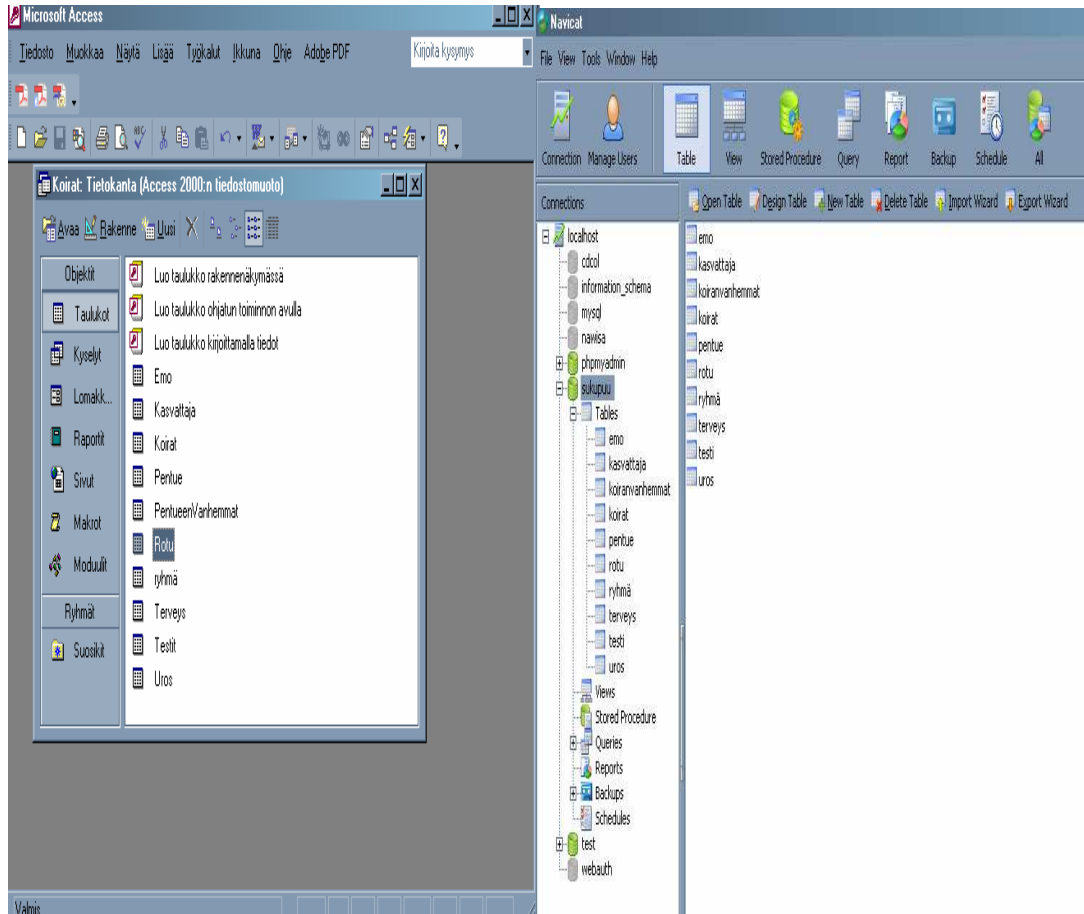 Microsoft Access
Tiedosto Muokkaa Näytä Lisää Työkalut Ikkuna Ohje Adobe PDF Kirjoita kysymys
Koirat: Tietokanta (Access 2000:n tiedostomuoto)
Avaa Rakenne Uusi
Objektit
Taulukot
Kyselyt
Lomakk...
Raportit
Sivut
Makrot
Moduulit
Ryhmät
Suosikit
Luo taulukko rakennenäkymässä
Luo taulukko ohjatun toiminnon avulla
Luo taulukko kirjoittamalla tiedot
Emo
Kasvattaja
Koirat
Pentue
PentueenVanhemmat
Rotu
ryhmä
Terveys
Testit
Uros
Valmis
Navicat
File View Tools Window Help
Connection Manage Users Table View Stored Procedure Query Report Backup Schedule All
Connections
Open Table Design Table New Table Delete Table Import Wizard Export Wizard
localhost
cdcol
information_schema
mysql
nawisa
phpmyadmin
sukupuu
Tables
emo
kasvattaja
koiranvanhemmat
koirat
pentue
rotu
ryhmä
terveys
testi
uros
Views
Stored Procedure
Queries
Reports
Backups
Schedules
test
webauth
emo
kasvattaja
koiranvanhemmat
koirat
pentue
rotu
ryhmä
terveys
testi
uros